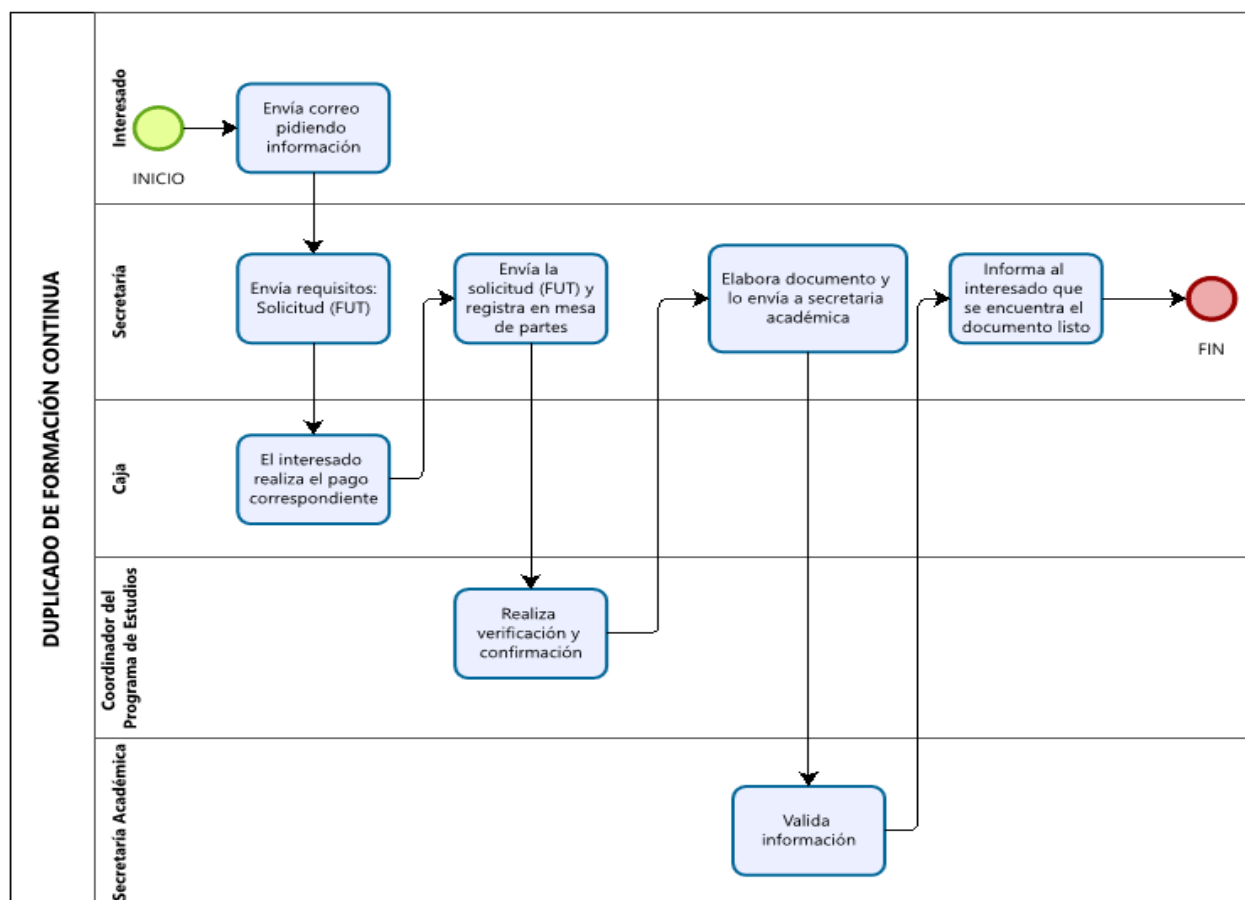 DUPLICADO DE FORMACIÓN CONTINUA
Interesado
INICIO
Envía correo
pidiendo
información
Secretaría
Envía requisitos:
Solicitud (FUT)
Envía la
solicitud (FUT) y
registra en mesa
de partes
Elabora documento y
lo envía a secretaria
académica
Informa al
interesado que
se encuentra el
documento listo
FIN
Caja
El interesado
realiza el pago
correspondiente
Coordinador del
Programa de Estudios
Realiza
verificación y
confirmación
Secretaría Académica
Valida
información